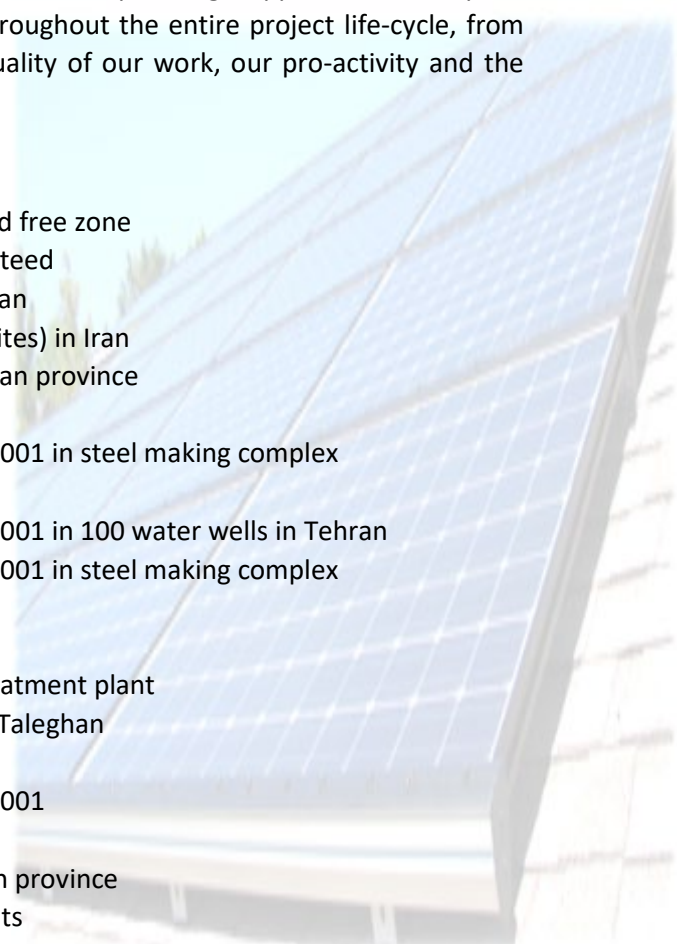 roughout the entire project life-cycle, from
uality of our work, our pro-activity and the
d free zone
teed
an
ites) in Iran
an province
001 in steel making complex
001 in 100 water wells in Tehran
001 in steel making complex
atment plant
Taleghan
001
n province
ts